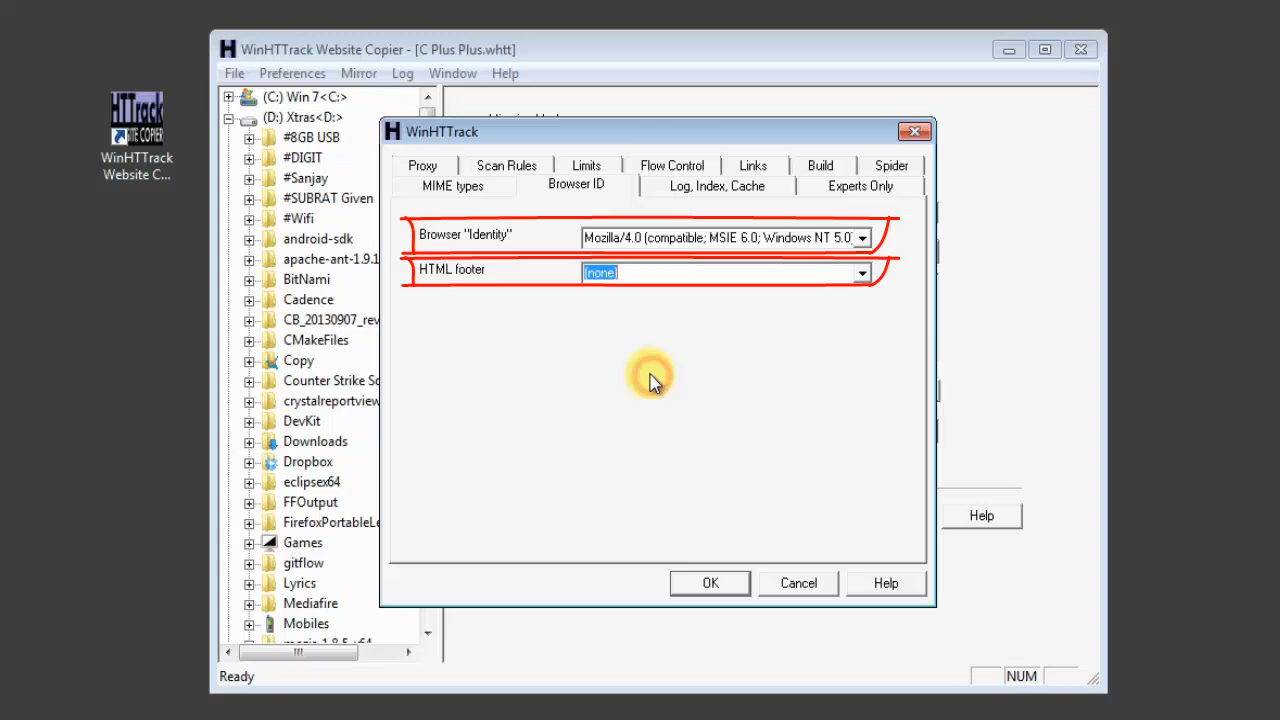 WinHTTrack Website Copier - [C Plus Plus.whtt]
File Preferences Mirror Log Window Help
HTTrack
SITE COPIER
WinHTTrack
Website C...
(C:) Win 7<C:>
(D:) Xtras<D:>
#8GB USB
#DIGIT
#Sanjay
#SUBRAT Given
#Wifi
android-sdk
apache-ant-1.9.1
BitNami
Cadence
CB_20130907_rev
CMakeFiles
Copy
Counter Strike Sc
crystalreportview
DevKit
Downloads
Dropbox
eclipsex64
FFOutput
FirefoxPortableLe
Games
gitflow
Lyrics
Mediafire
Mobiles
WinHTTrack
Proxy Scan Rules Limits Flow Control Links Build Spider
MIME types Browser ID Log, Index, Cache Experts Only
Browser "Identity" Mozilla/4.0 (compatible; MSIE 6.0; Windows NT 5.0)
HTML footer (none)
OK Cancel Help
Help
Ready NUM